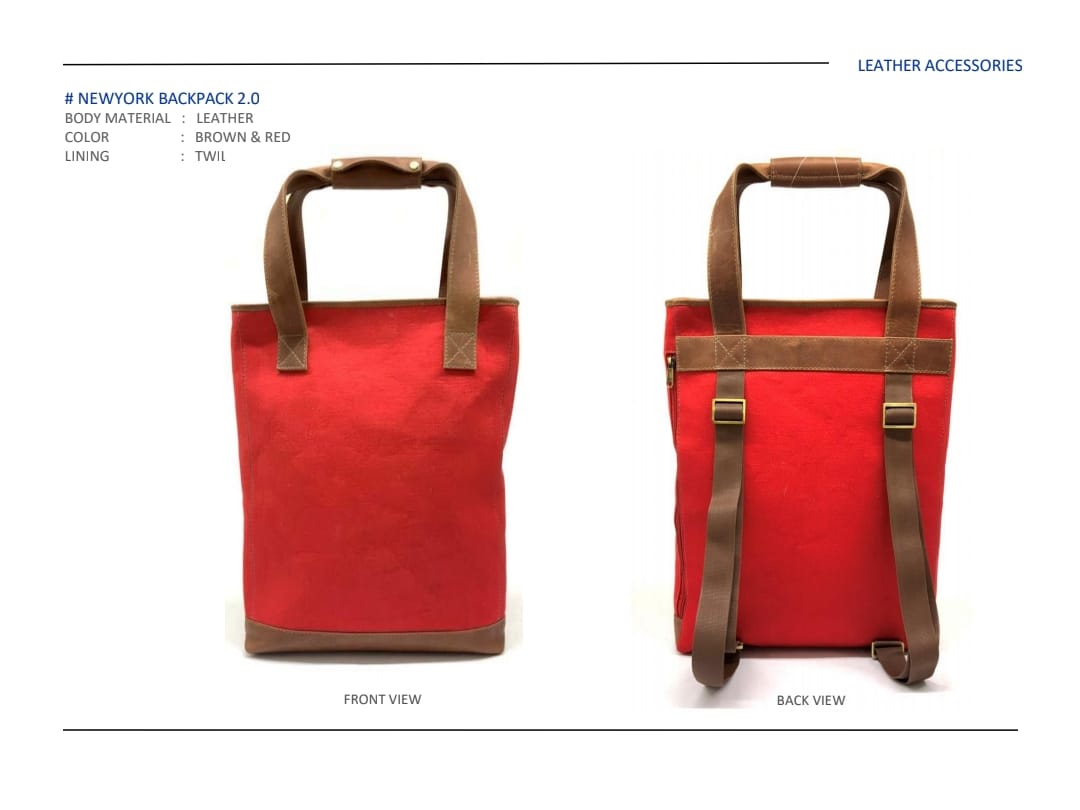 LEATHER ACCESSORIES
# NEWYORK BACKPACK 2.0
BODY MATERIAL : LEATHER
COLOR : BROWN & RED
LINING : TWIL
FRONT VIEW
BACK VIEW